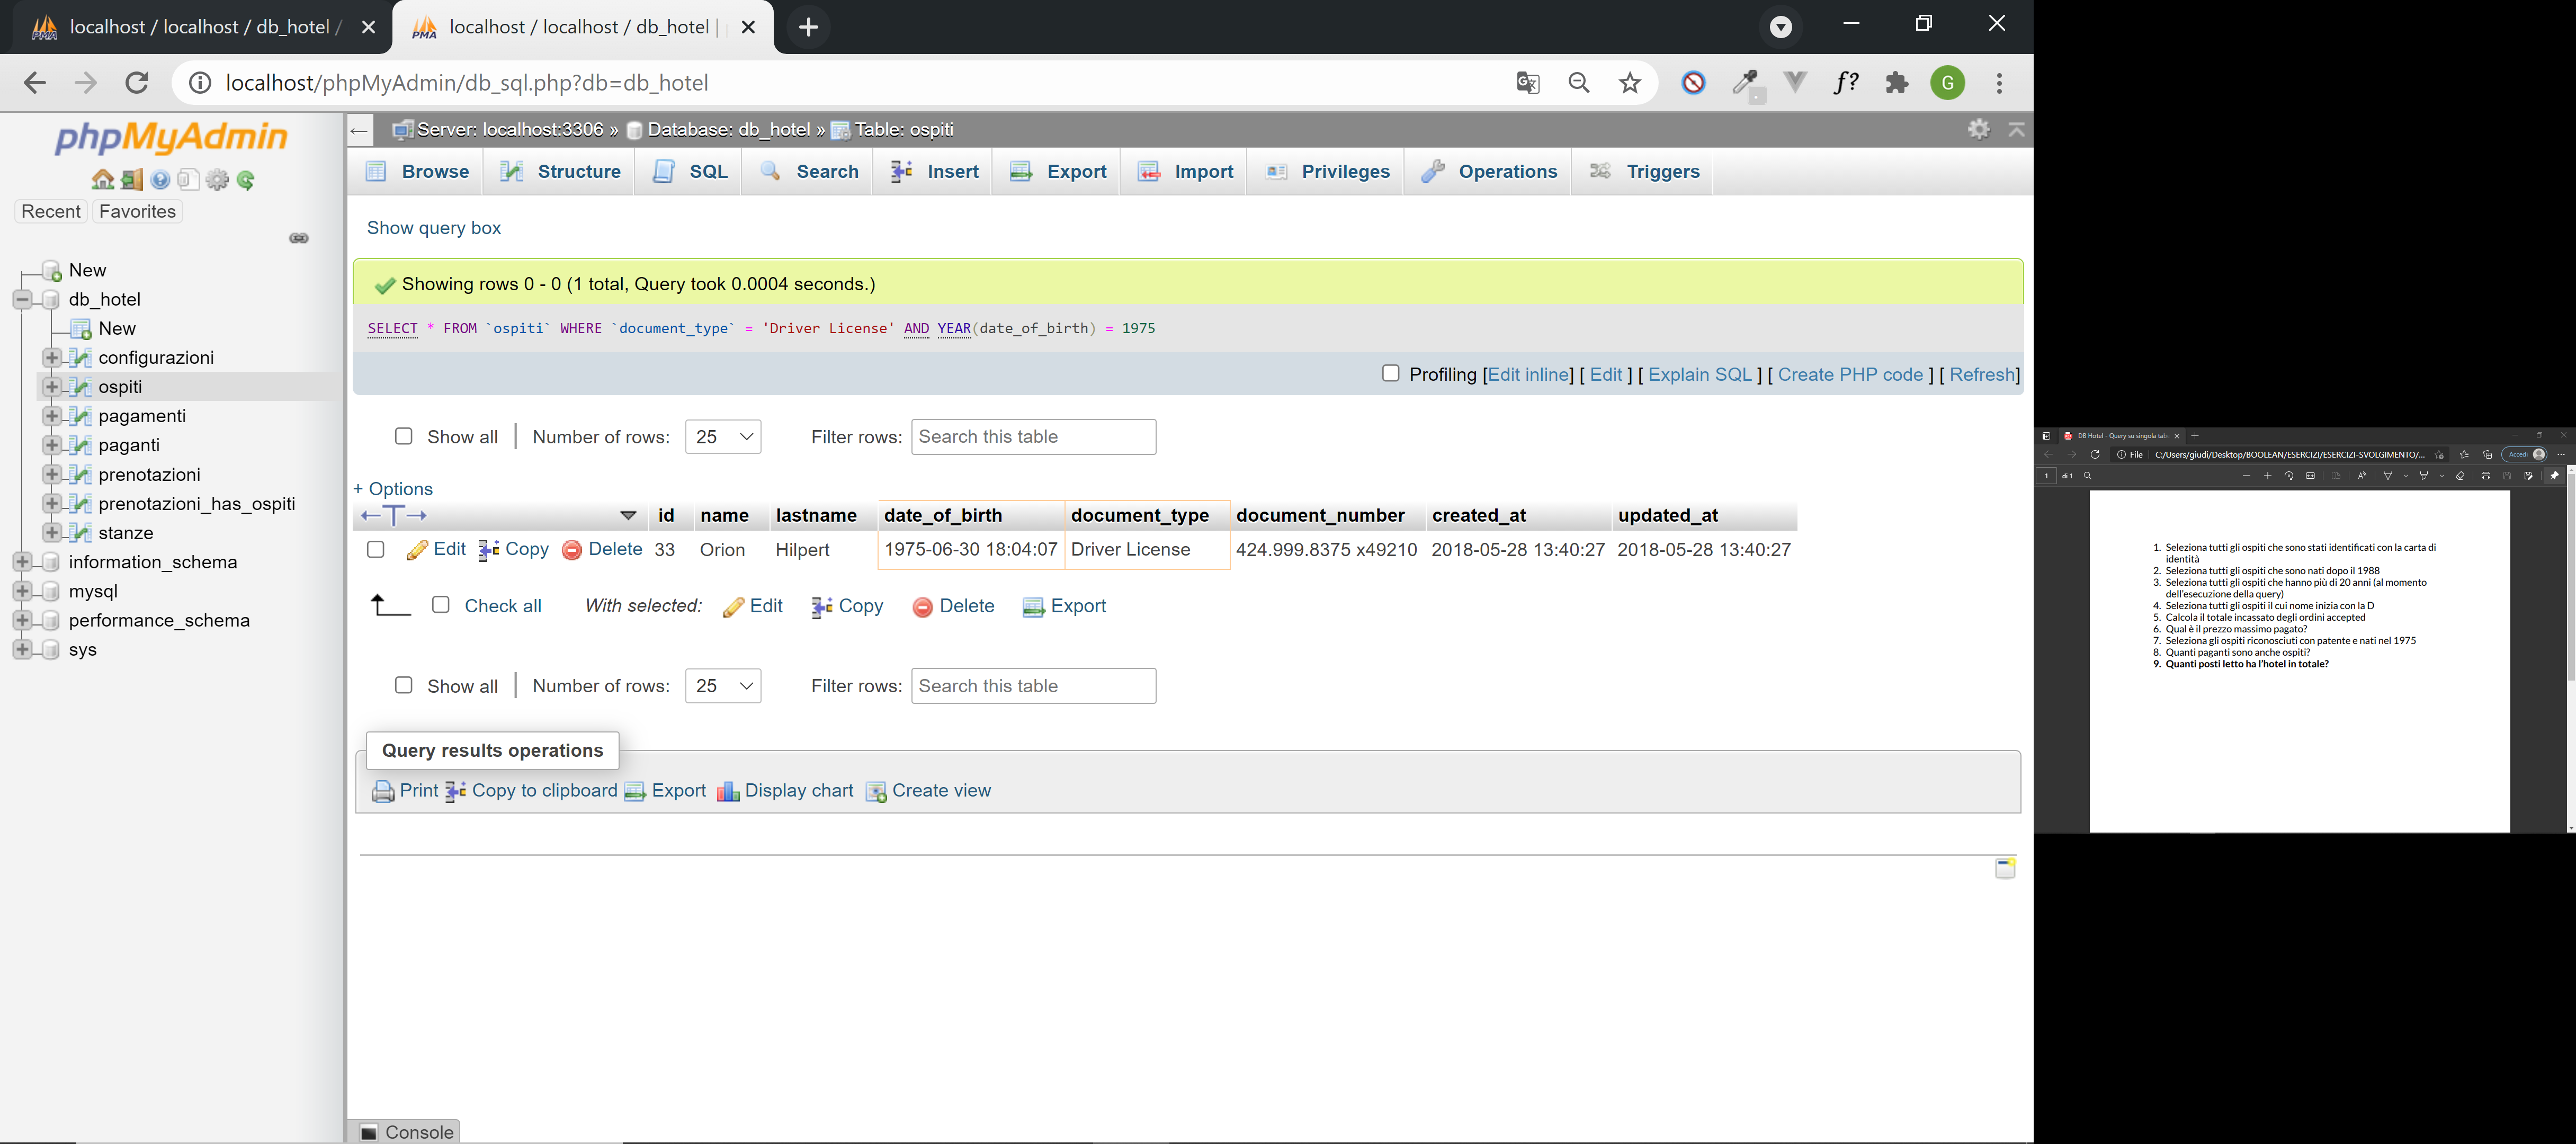 localhost / localhost / db_hotel /
localhost / localhost / db_hotel |
localhost/phpMyAdmin/db_sql.php?db=db_hotel
G
phpMyAdmin
Recent
Favorites
New
db_hotel
New
configurazioni
ospiti
pagamenti
paganti
prenotazioni
prenotazioni_has_ospiti
stanze
information_schema
mysql
performance_schema
sys
Server: localhost:3306 » Database: db_hotel » Table: ospiti
Browse Structure SQL Search Insert Export Import Privileges Operations Triggers
Show query box
Showing rows 0 - 0 (1 total, Query took 0.0004 seconds.)
SELECT * FROM `ospiti` WHERE `document_type` = 'Driver License' AND YEAR(date_of_birth) = 1975
Profiling [Edit inline] [ Edit ] [ Explain SQL ] [ Create PHP code ] [ Refresh]
Show all | Number of rows: 25 Filter rows: Search this table
+ Options
←T→ id name lastname date_of_birth document_type document_number created_at updated_at
Edit Copy Delete 33 Orion Hilpert 1975-06-30 18:04:07 Driver License 424.999.8375 x49210 2018-05-28 13:40:27 2018-05-28 13:40:27
Check all With selected: Edit Copy Delete Export
Show all | Number of rows: 25 Filter rows: Search this table
Query results operations
Print Copy to clipboard Export Display chart Create view
Console
DB Hotel - Query su singola tab
File C:/Users/giudi/Desktop/BOOLEAN/ESERCIZI/ESERCIZI-SVOLGIMENTO/... Accedi
1 di 1
1. Seleziona tutti gli ospiti che sono stati identificati con la carta di
identità
2. Seleziona tutti gli ospiti che sono nati dopo il 1988
3. Seleziona tutti gli ospiti che hanno più di 20 anni (al momento
dell'esecuzione della query)
4. Seleziona tutti gli ospiti il cui nome inizia con la D
5. Calcola il totale incassato degli ordini accepted
6. Qual è il prezzo massimo pagato?
7. Seleziona gli ospiti riconosciuti con patente e nati nel 1975
8. Quanti paganti sono anche ospiti?
9. Quanti posti letto ha l'hotel in totale?